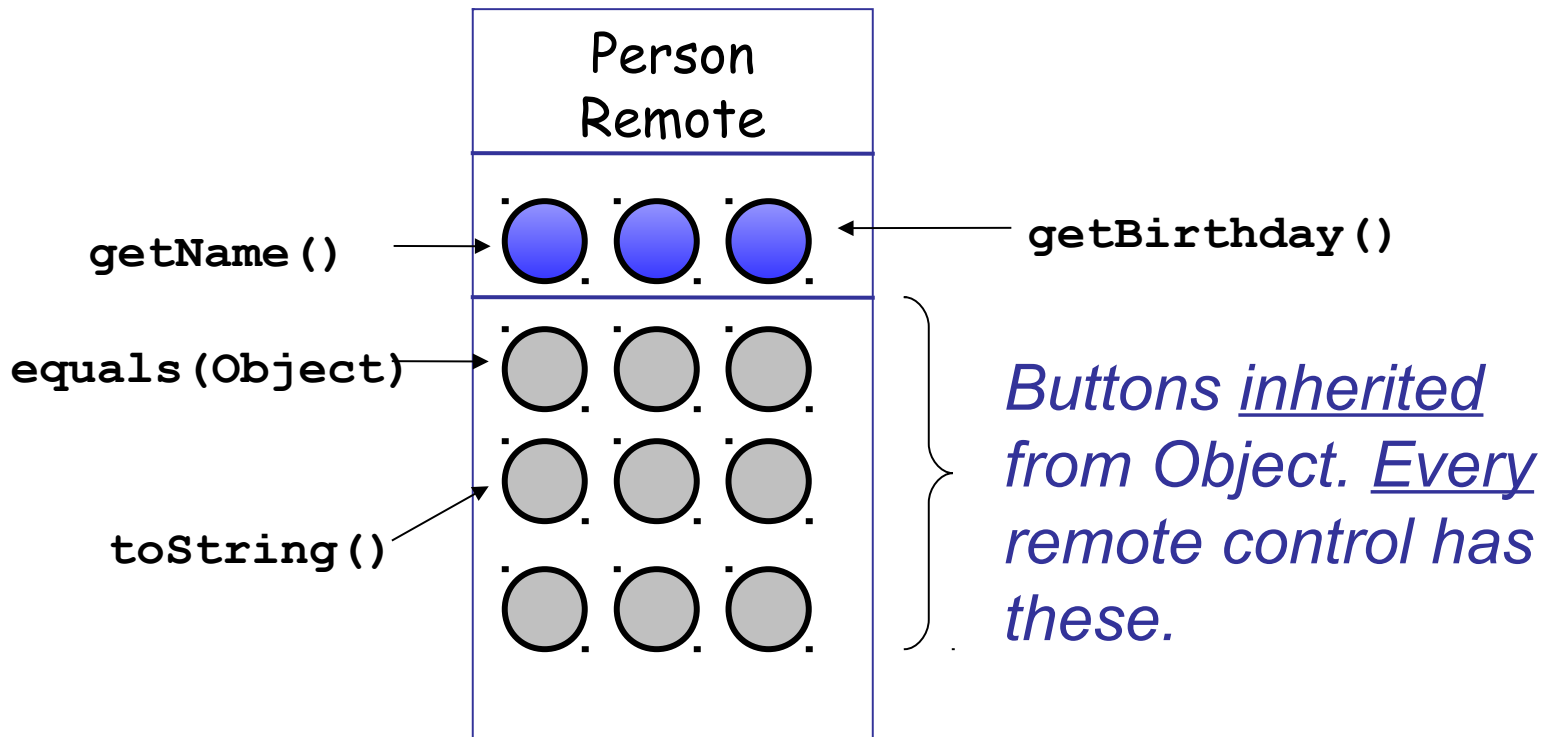 Person
Remote
getName()
getBirthday()
equals(Object)
toString()
Buttons inherited
from Object. Every
remote control has
these.